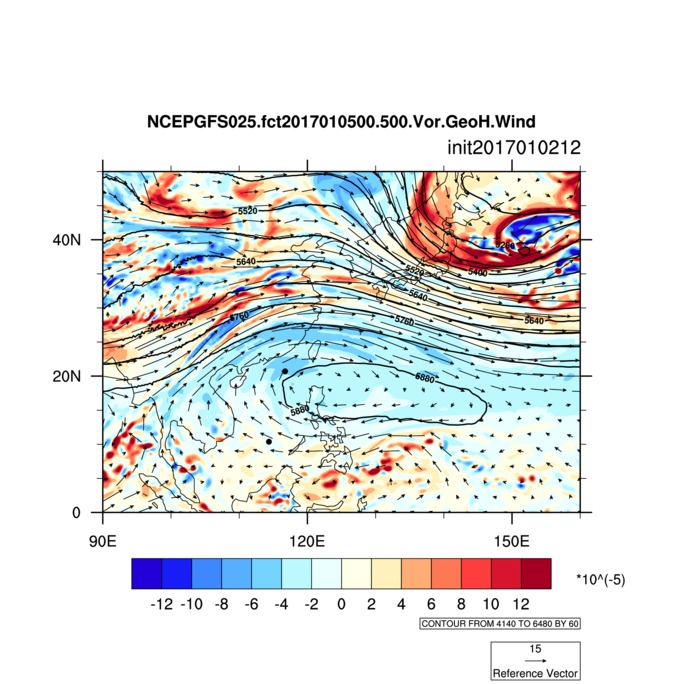 NCEPGFS025.fct2017010500.500.Vor.GeoH.Wind
init2017010212
5520
40N
5260
5640
5520
5400
5640
5760
5760
5640
20N
5880
5880
0
90E 120E 150E
*10^(-5)
-12 -10 -8 -6 -4 -2 0 2 4 6 8 10 12
CONTOUR FROM 4140 TO 6480 BY 60
15
Reference Vector